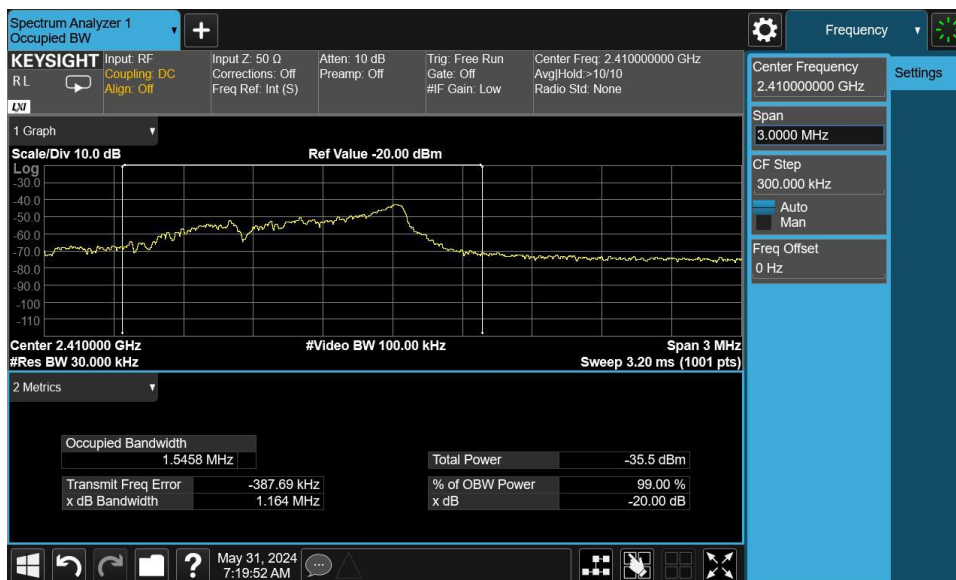 Spectrum Analyzer 1
Occupied BW
Frequency
KEYSIGHT
R L
LXI
Input: RF
Coupling: DC
Align: Off
Input Z: 50 Ω
Corrections: Off
Freq Ref: Int (S)
Atten: 10 dB
Preamp: Off
Trig: Free Run
Gate: Off
#IF Gain: Low
Center Freq: 2.410000000 GHz
Avg|Hold:>10/10
Radio Std: None
Center Frequency
2.410000000 GHz
Settings
Span
3.0000 MHz
CF Step
300.000 kHz
Auto
Man
Freq Offset
0 Hz
1 Graph
Scale/Div 10.0 dB
Ref Value -20.00 dBm
Log
-30.0
-40.0
-50.0
-60.0
-70.0
-80.0
-90.0
-100
-110
Center 2.410000 GHz
#Video BW 100.00 kHz
Span 3 MHz
#Res BW 30.000 kHz
Sweep 3.20 ms (1001 pts)
2 Metrics
Occupied Bandwidth
1.5458 MHz
Total Power -35.5 dBm
Transmit Freq Error -387.69 kHz
% of OBW Power 99.00 %
x dB Bandwidth 1.164 MHz
x dB -20.00 dB
?
May 31, 2024
7:19:52 AM